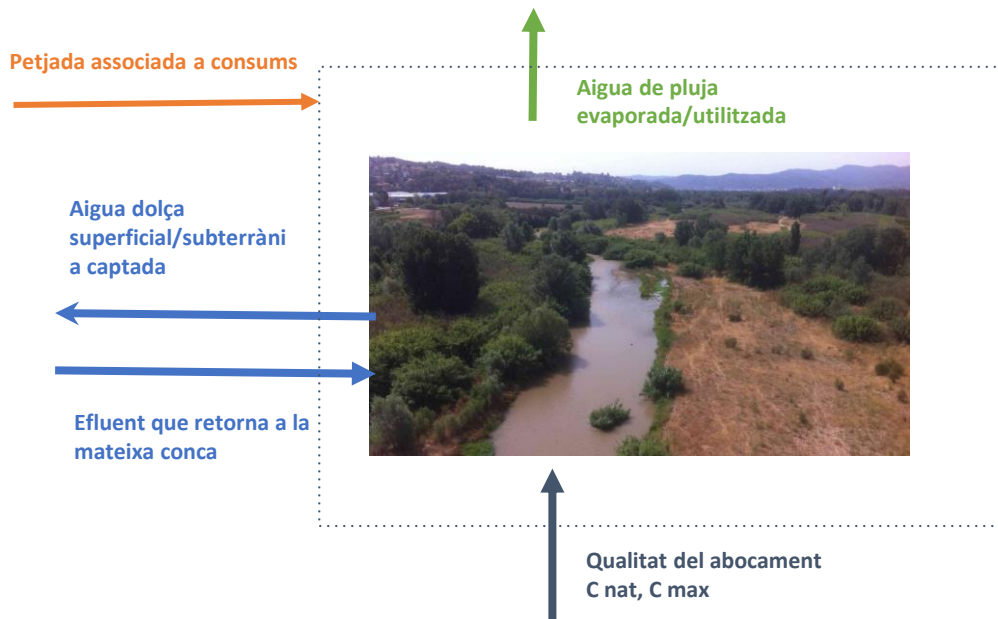 Petjada associada a consums
Aigua de pluja
evaporada/utilitzada
Aigua dolça
superficial/subterràni
a captada
Efluent que retorna a la
mateixa conca
Qualitat del abocament
C nat, C max